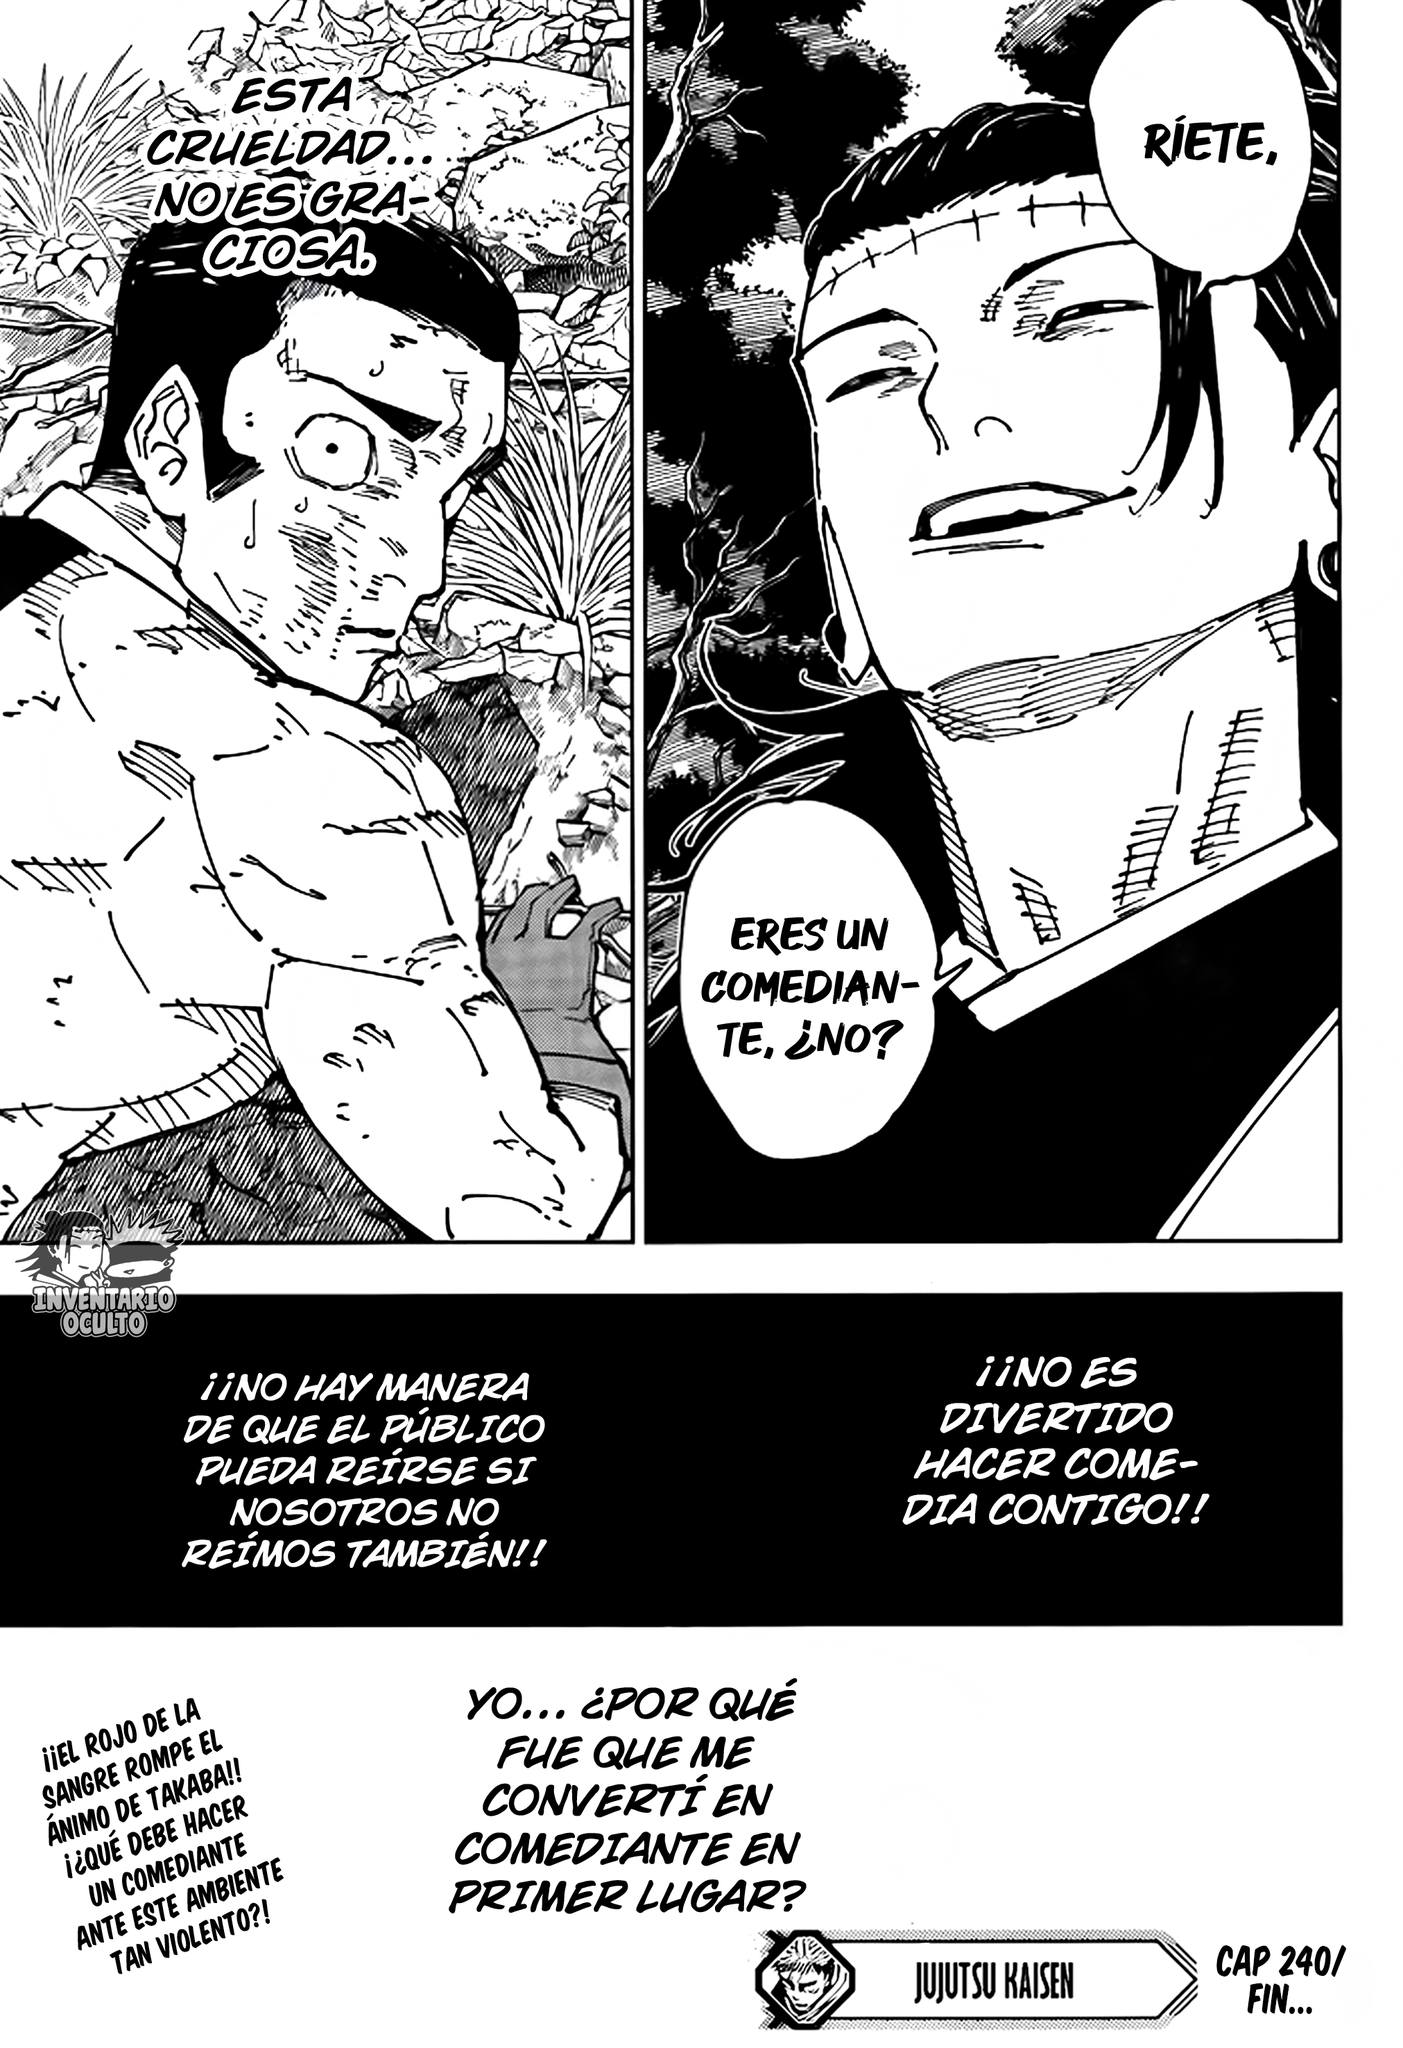 RÍETE,
ERES UN
COMEDIAN-
TE, ¿NO?
ESTA
CRUELDAD...
NO ES GRA-
CIOSA.
INVENTARIO
OCULTO
¡¡NO ES
DIVERTIDO
HACER COME-
DIA CONTIGO!!
¡¡NO HAY MANERA
DE QUE EL PÚBLICO
PUEDA REÍRSE SI
NOSOTROS NO
REÍMOS TAMBIÉN!!
YO... ¿POR QUÉ
FUE QUE ME
CONVERTÍ EN
COMEDIANTE EN
PRIMER LUGAR?
¡¡EL ROJO DE LA
SANGRE ROMPE EL
ÁNIMO DE TAKABA!!
¡¿QUÉ DEBE HACER
UN COMEDIANTE
ANTE ESTE AMBIENTE
TAN VIOLENTO?!
JUJUTSU KAISEN
CAP 240/
FIN...